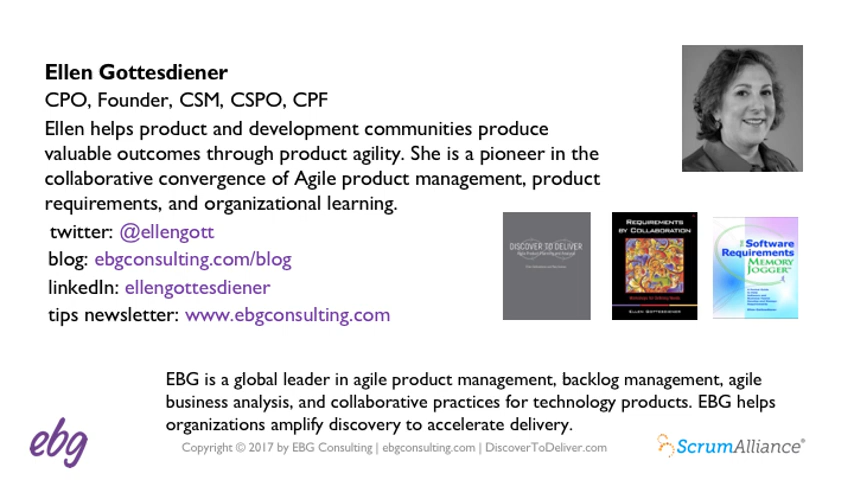 Ellen Gottesdiener
CPO, Founder, CSM, CSPO, CPF
Ellen helps product and development communities produce
valuable outcomes through product agility. She is a pioneer in the
collaborative convergence of Agile product management, product
requirements, and organizational learning.
twitter: @ellengott
blog: ebgconsulting.com/blog
linkedIn: ellengottesdiener
tips newsletter: www.ebgconsulting.com
DISCOVER TO DELIVER
REQUIREMENTS
BY COLLABORATION
ELLEN GOTTESDIENER
The Software
Requirements
MEMORY
JOGGER™
EBG is a global leader in agile product management, backlog management, agile
business analysis, and collaborative practices for technology products. EBG helps
organizations amplify discovery to accelerate delivery.
ebg
Copyright © 2017 by EBG Consulting | ebgconsulting.com | DiscoverToDeliver.com
ScrumAlliance®